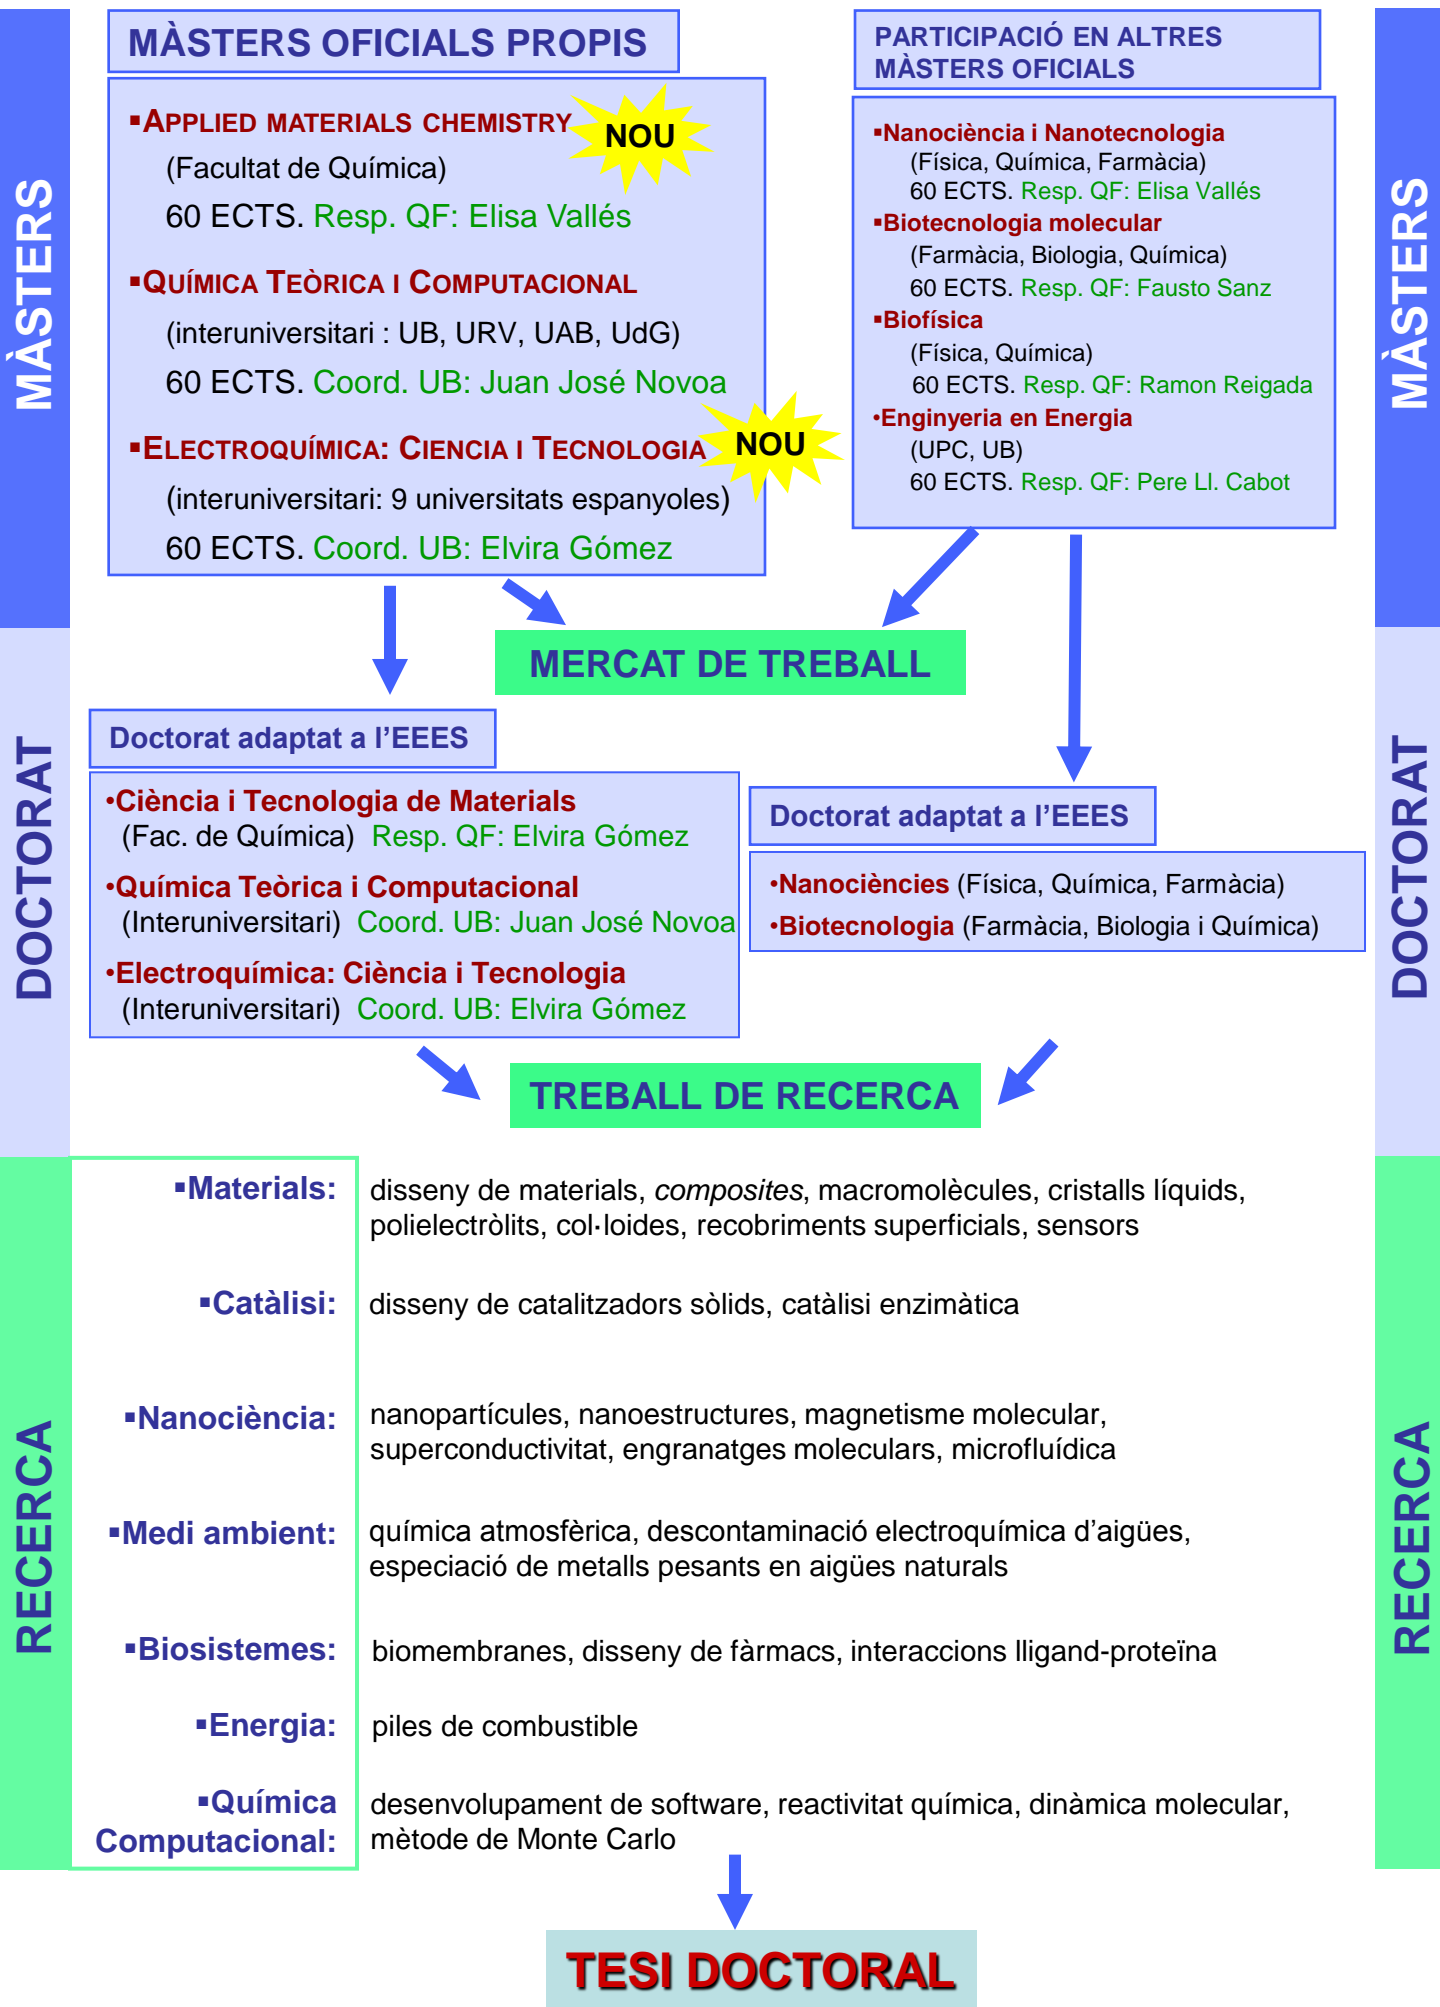 MÀSTERS
MÀSTERS OFICIALS PROPIS
▪APPLIED MATERIALS CHEMISTRY
NOU
(Facultat de Química)
60 ECTS. Resp. QF: Elisa Vallés
▪QUÍMICA TEÒRICA I COMPUTACIONAL
(interuniversitari : UB, URV, UAB, UdG)
60 ECTS. Coord. UB: Juan José Novoa
▪ELECTROQUÍMICA: CIENCIA I TECNOLOGIA
NOU
(interuniversitari: 9 universitats espanyoles)
60 ECTS. Coord. UB: Elvira Gómez
PARTICIPACIÓ EN ALTRES
MÀSTERS OFICIALS
▪Nanociència i Nanotecnologia
(Física, Química, Farmàcia)
60 ECTS. Resp. QF: Elisa Vallés
▪Biotecnologia molecular
(Farmàcia, Biologia, Química)
60 ECTS. Resp. QF: Fausto Sanz
▪Biofísica
(Física, Química)
60 ECTS. Resp. QF: Ramon Reigada
•Enginyeria en Energia
(UPC, UB)
60 ECTS. Resp. QF: Pere Ll. Cabot
MÀSTERS
MERCAT DE TREBALL
DOCTORAT
Doctorat adaptat a l’EEES
•Ciència i Tecnologia de Materials
(Fac. de Química) Resp. QF: Elvira Gómez
•Química Teòrica i Computacional
(Interuniversitari) Coord. UB: Juan José Novoa
•Electroquímica: Ciència i Tecnologia
(Interuniversitari) Coord. UB: Elvira Gómez
Doctorat adaptat a l’EEES
•Nanociències (Física, Química, Farmàcia)
•Biotecnologia (Farmàcia, Biologia i Química)
DOCTORAT
TREBALL DE RECERCA
RECERCA
▪Materials: disseny de materials, composites, macromolècules, cristalls líquids,
polielectròlits, col·loides, recobriments superficials, sensors
▪Catàlisi: disseny de catalitzadors sòlids, catàlisi enzimàtica
▪Nanociència: nanopartícules, nanoestructures, magnetisme molecular,
superconductivitat, engranatges moleculars, microfluídica
▪Medi ambient: química atmosfèrica, descontaminació electroquímica d’aigües,
especiació de metalls pesants en aigües naturals
▪Biosistemes: biomembranes, disseny de fàrmacs, interaccions lligand-proteïna
▪Energia: piles de combustible
▪Química desenvolupament de software, reactivitat química, dinàmica molecular,
Computacional: mètode de Monte Carlo
RECERCA
TESI DOCTORAL